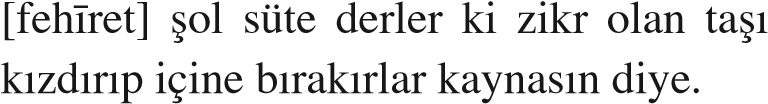 [fehīret] şol süte derler ki zikr olan taşı
kızdırıp içine bırakırlar kaynasın diye.